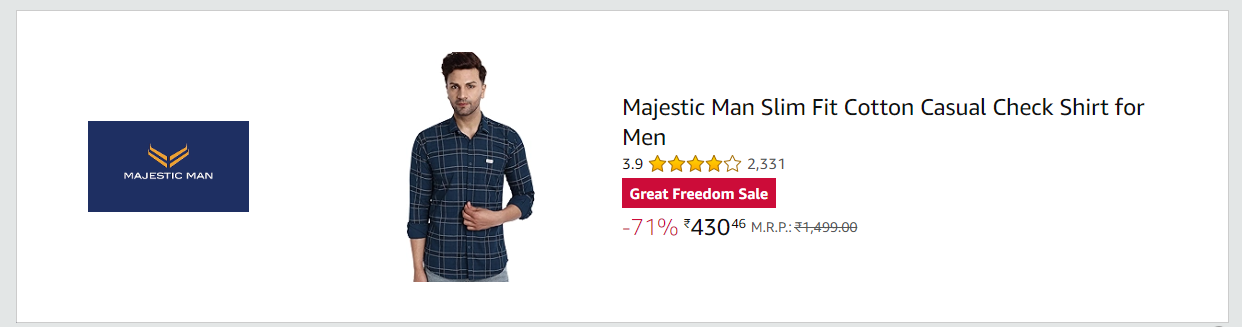 MAJESTIC MAN
Majestic Man Slim Fit Cotton Casual Check Shirt for
Men
3.9 2,331
Great Freedom Sale
-71% ₹430 46 M.R.P.: ₹1,499.00